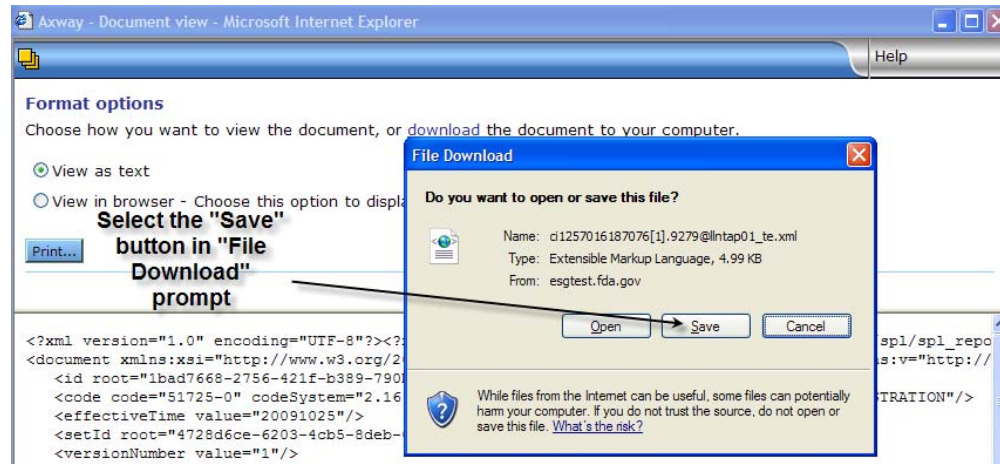 Axway - Document view - Microsoft Internet Explorer
Help
Format options
Choose how you want to view the document, or download the document to your computer.
View as text
View in browser - Choose this option to displa
Select the "Save"
button in "File
Download"
prompt
Print...
File Download
Do you want to open or save this file?
Name: ci1257016187076[1].9279@llntap01_te.xml
Type: Extensible Markup Language, 4.99 KB
From: esgtest.fda.gov
Open Save Cancel
While files from the Internet can be useful, some files can potentially
harm your computer. If you do not trust the source, do not open or
save this file. What's the risk?
<?xml version="1.0" encoding="UTF-8"?><?x /spl/spl_repo
<document xmlns:xsi="http://www.w3.org/2 s:v="http://
<id root="1bad7668-2756-421f-b389-790
<code code="51725-0" codeSystem="2.16 STRATION"/>
<effectiveTime value="20091025"/>
<setId root="4728d6ce-6203-4cb5-8deb-
<versionNumber value="1"/>